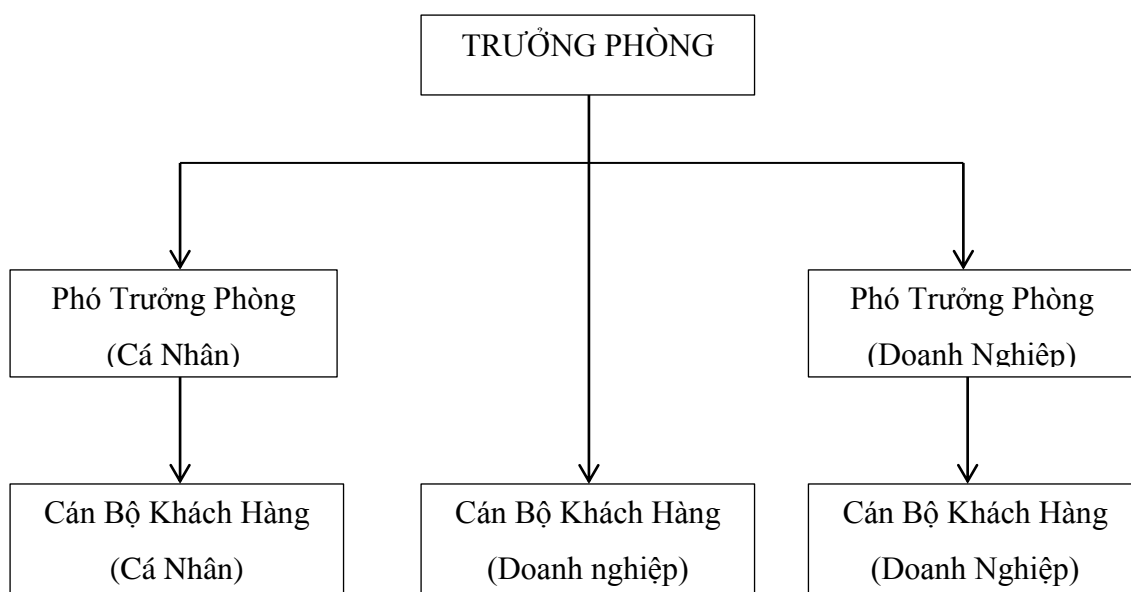 TRƯỞNG PHÒNG
Phó Trưởng Phòng
(Cá Nhân)
Phó Trưởng Phòng
(Doanh Nghiệp)
Cán Bộ Khách Hàng
(Cá Nhân)
Cán Bộ Khách Hàng
(Doanh nghiệp)
Cán Bộ Khách Hàng
(Doanh Nghiệp)